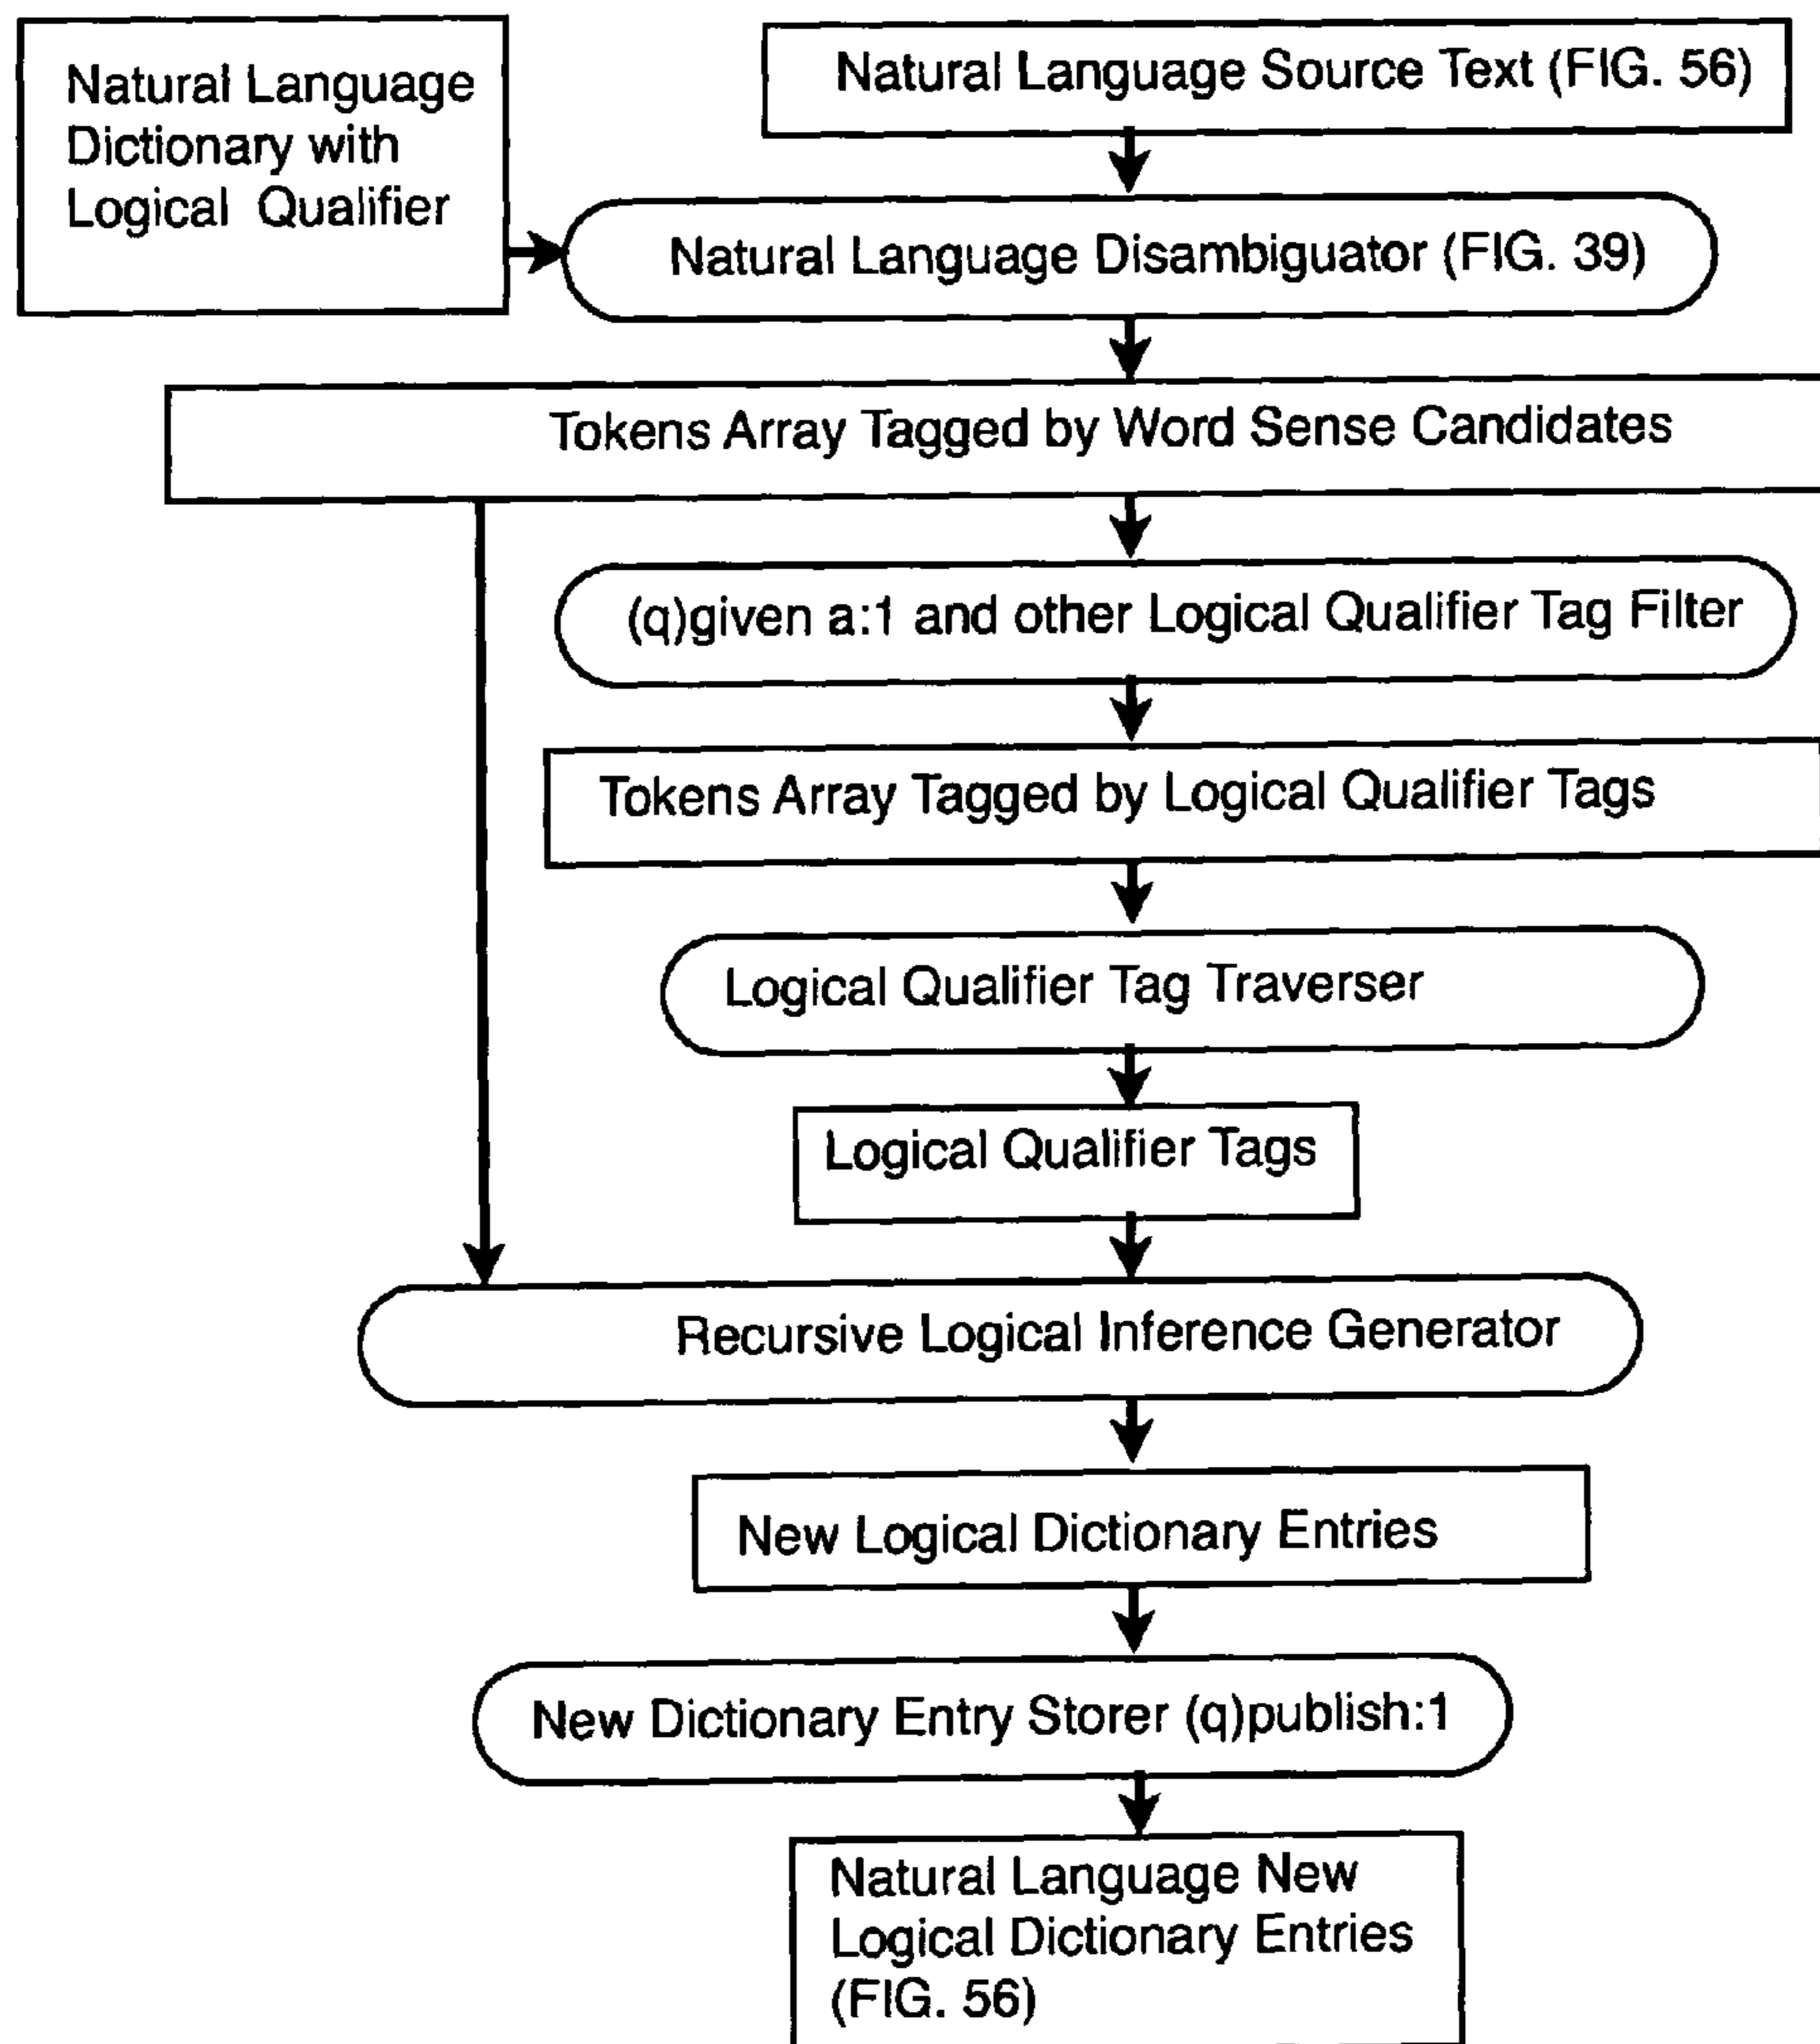 Natural Language
Dictionary with
Logical Qualifier
Natural Language Source Text (FIG. 56)
Natural Language Disambiguator (FIG. 39)
Tokens Array Tagged by Word Sense Candidates
(q)given a:1 and other Logical Qualifier Tag Filter
Tokens Array Tagged by Logical Qualifier Tags
Logical Qualifier Tag Traverser
Logical Qualifier Tags
Recursive Logical Inference Generator
New Logical Dictionary Entries
New Dictionary Entry Storer (q)publish:1
Natural Language New
Logical Dictionary Entries
(FIG. 56)